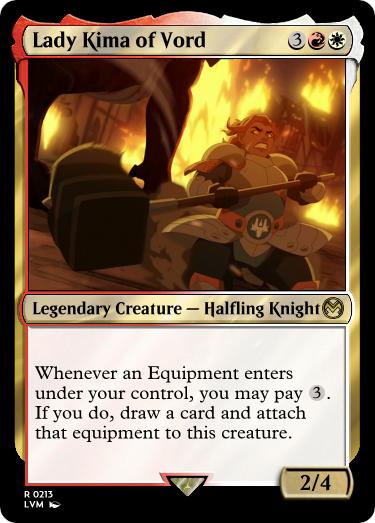 Lady Kima of Vord 3
Legendary Creature — Halfling Knight
Whenever an Equipment enters
under your control, you may pay 3.
If you do, draw a card and attach
that equipment to this creature.
2/4
R 0213
LVM